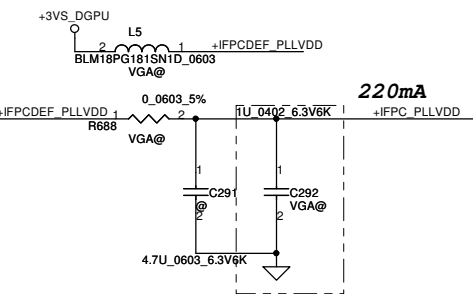 +3VS_DGPU
L5
2 1 +IFPCDEF_PLLVDD
BLM18PG181SN1D_0603
VGA@
220mA
0_0603_5%
1U_0402_6.3V6K
+IFPCDEF_PLLVDD 1 2 +IFPC_PLLVDD
R688
VGA@
1 1
C291 C292
@ VGA@
2 2
4.7U_0603_6.3V6K